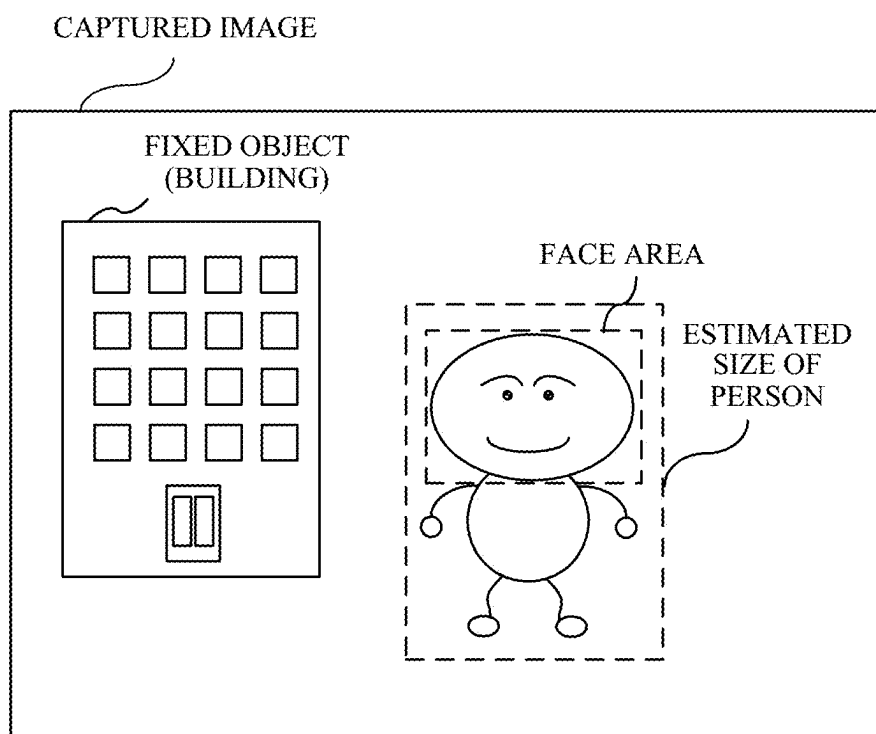 CAPTURED IMAGE
FIXED OBJECT
(BUILDING)
FACE AREA
ESTIMATED
SIZE OF
PERSON